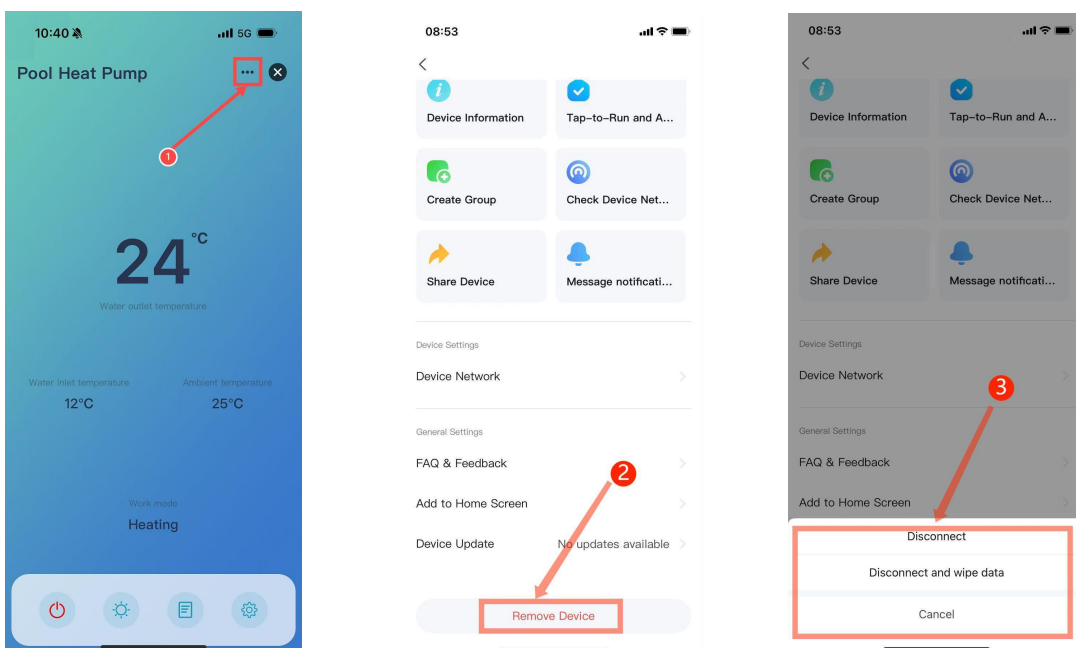 10:40
5G
Pool Heat Pump
1
24
°C
Water outlet temperature
Water inlet temperature
Ambient temperature
12°C
25°C
Work mode
Heating
08:53
Device Information
Tap-to-Run and A...
Create Group
Check Device Net...
Share Device
Message notificati...
Device Settings
Device Network
General Settings
FAQ & Feedback
2
Add to Home Screen
Device Update
No updates available
Remove Device
08:53
Device Information
Tap-to-Run and A...
Create Group
Check Device Net...
Share Device
Message notificati...
Device Settings
Device Network
3
General Settings
FAQ & Feedback
Add to Home Screen
Disconnect
Disconnect and wipe data
Cancel